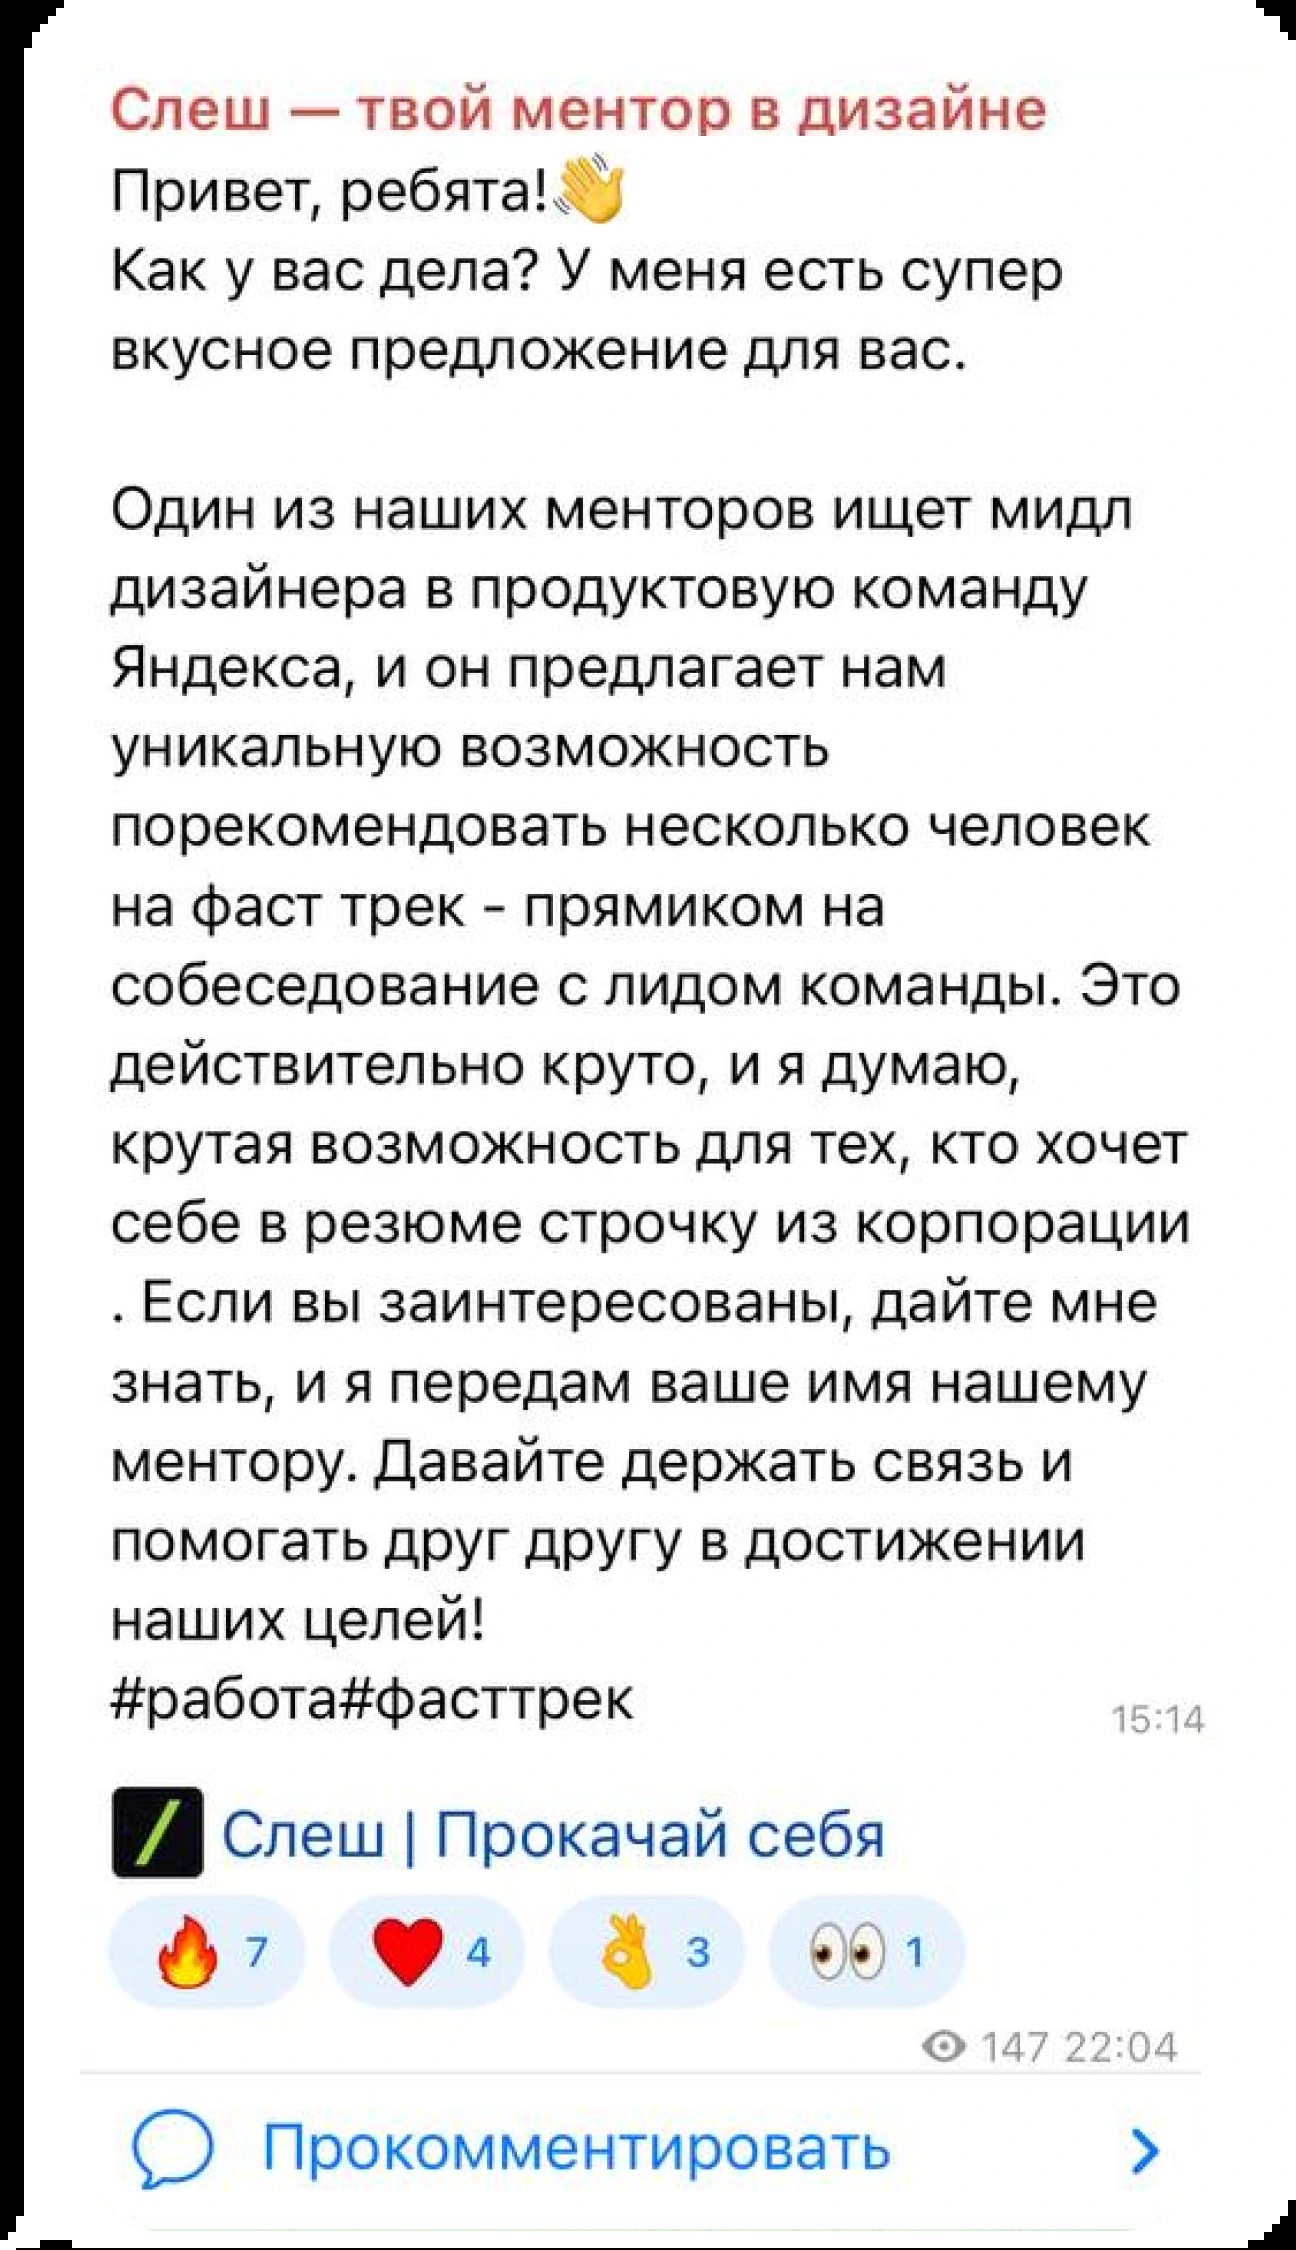 Слеш — твой ментор в дизайне
Привет, ребята!👋
Как у вас дела? У меня есть супер
вкусное предложение для вас.
Один из наших менторов ищет мидл
дизайнера в продуктовую команду
Яндекса, и он предлагает нам
уникальную возможность
порекомендовать несколько человек
на фаст трек - прямиком на
собеседование с лидом команды. Это
действительно круто, и я думаю,
крутая возможность для тех, кто хочет
себе в резюме строчку из корпорации
. Если вы заинтересованы, дайте мне
знать, и я передам ваше имя нашему
ментору. Давайте держать связь и
помогать друг другу в достижении
наших целей!
#работа#фасттрек
15:14
Слеш | Прокачай себя
🔥 7 ❤️ 4 👌 3 👀 1
147 22:04
Прокомментировать